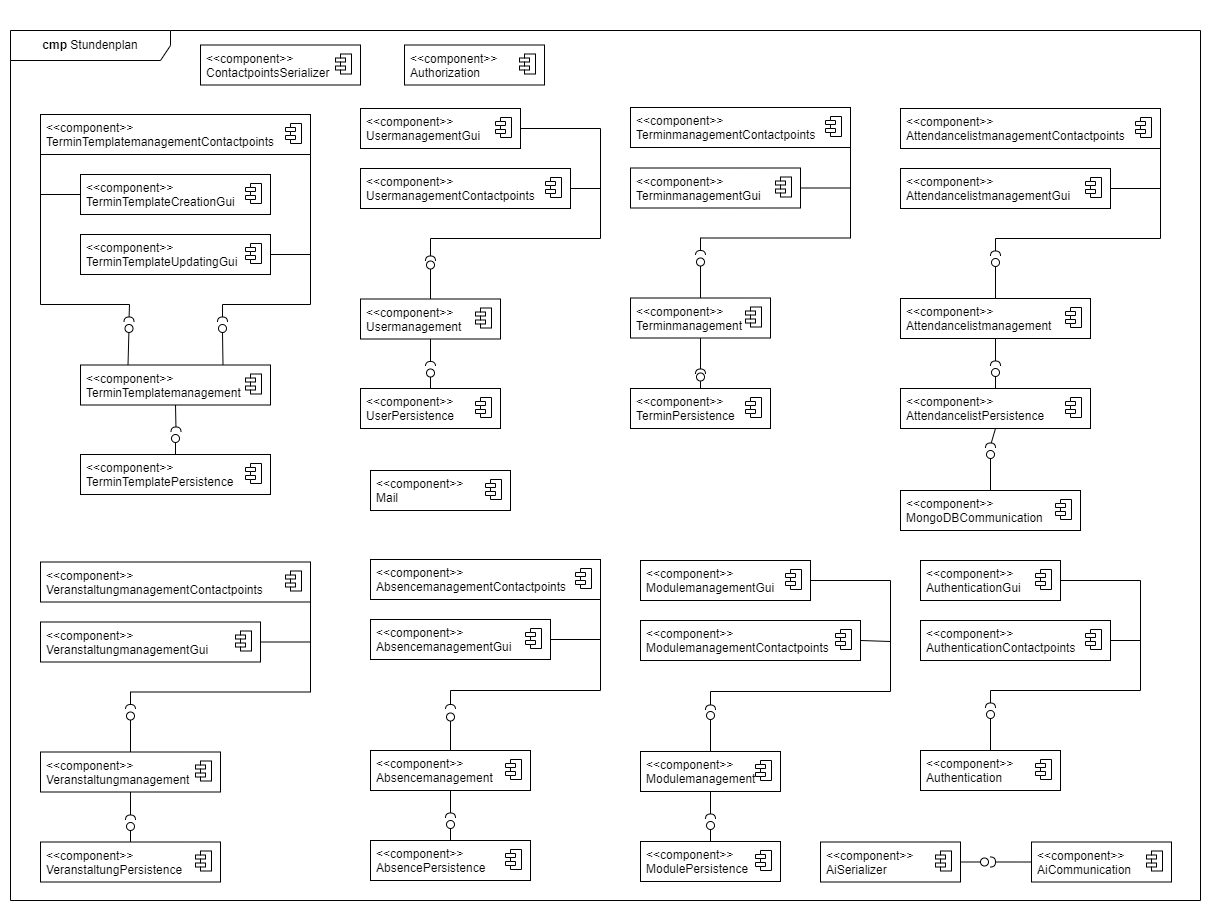 cmp Stundenplan
<<component>>
ContactpointsSerializer
<<component>>
Authorization
<<component>>
TerminTemplatemanagementContactpoints
<<component>>
TerminTemplateCreationGui
<<component>>
TerminTemplateUpdatingGui
<<component>>
TerminTemplatemanagement
<<component>>
TerminTemplatePersistence
<<component>>
UsermanagementGui
<<component>>
UsermanagementContactpoints
<<component>>
Usermanagement
<<component>>
UserPersistence
<<component>>
Mail
<<component>>
TerminmanagementContactpoints
<<component>>
TerminmanagementGui
<<component>>
Terminmanagement
<<component>>
TerminPersistence
<<component>>
AttendancelistmanagementContactpoints
<<component>>
AttendancelistmanagementGui
<<component>>
Attendancelistmanagement
<<component>>
AttendancelistPersistence
<<component>>
MongoDBCommunication
<<component>>
VeranstaltungmanagementContactpoints
<<component>>
VeranstaltungmanagementGui
<<component>>
Veranstaltungmanagement
<<component>>
VeranstaltungPersistence
<<component>>
AbsencemanagementContactpoints
<<component>>
AbsencemanagementGui
<<component>>
Absencemanagement
<<component>>
AbsencePersistence
<<component>>
ModulemanagementGui
<<component>>
ModulemanagementContactpoints
<<component>>
Modulemanagement
<<component>>
ModulePersistence
<<component>>
AuthenticationGui
<<component>>
AuthenticationContactpoints
<<component>>
Authentication
<<component>>
AiSerializer
<<component>>
AiCommunication